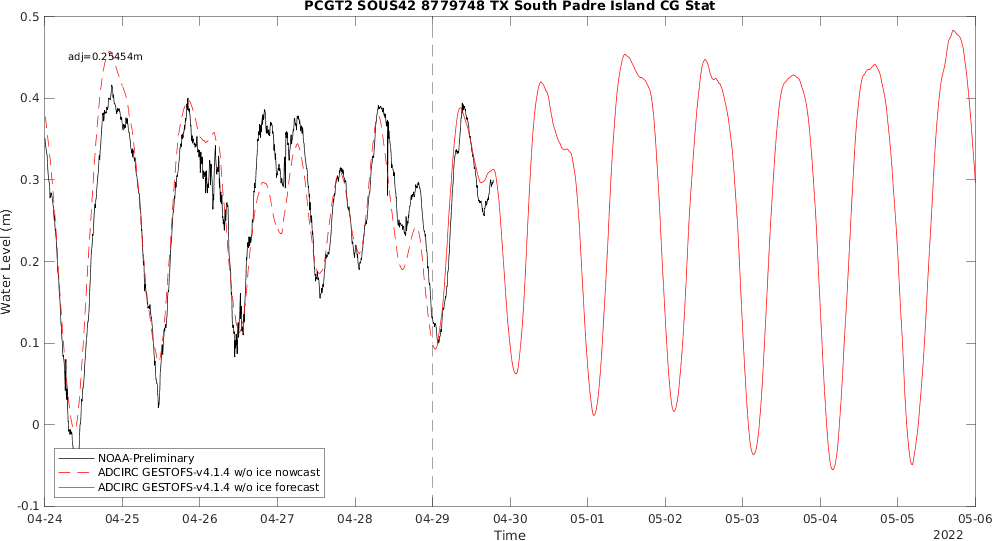 PCGT2 SOUS42 8779748 TX South Padre Island CG Stat
adj=0.25454m
0.5
0.4
0.3
0.2
0.1
0
-0.1
Water Level (m)
NOAA-Preliminary
ADCIRC GESTOFS-v4.1.4 w/o ice nowcast
ADCIRC GESTOFS-v4.1.4 w/o ice forecast
04-24 04-25 04-26 04-27 04-28 04-29 04-30 05-01 05-02 05-03 05-04 05-05 05-06
Time
2022